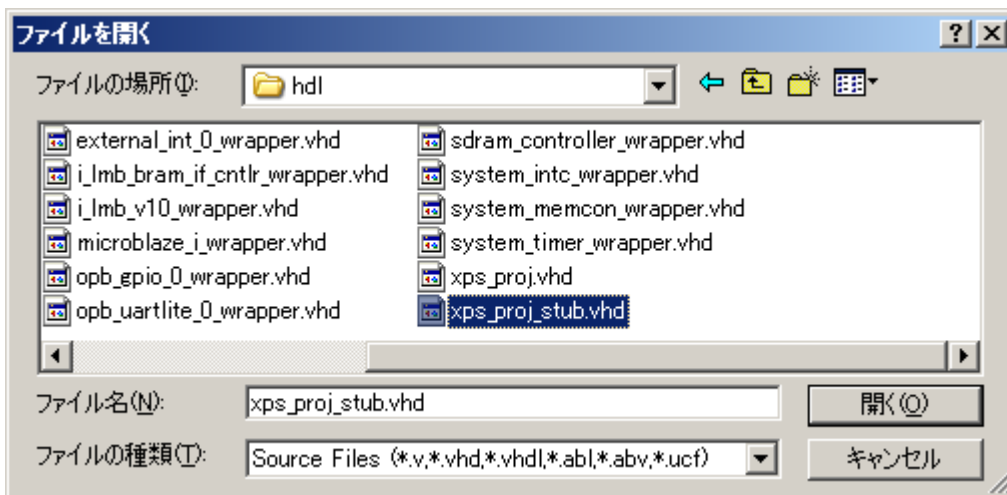 ファイルを開く
ファイルの場所(I):
hdl
external_int_0_wrapper.vhd
i_lmb_bram_if_cntlr_wrapper.vhd
i_lmb_v10_wrapper.vhd
microblaze_i_wrapper.vhd
opb_gpio_0_wrapper.vhd
opb_uartlite_0_wrapper.vhd
sdram_controller_wrapper.vhd
system_intc_wrapper.vhd
system_memcon_wrapper.vhd
system_timer_wrapper.vhd
xps_proj.vhd
xps_proj_stub.vhd
ファイル名(N):
xps_proj_stub.vhd
開く(O)
ファイルの種類(T):
Source Files (*.v,*.vhd,*.vhdl,*.abl,*.abv,*.ucf)
キャンセル